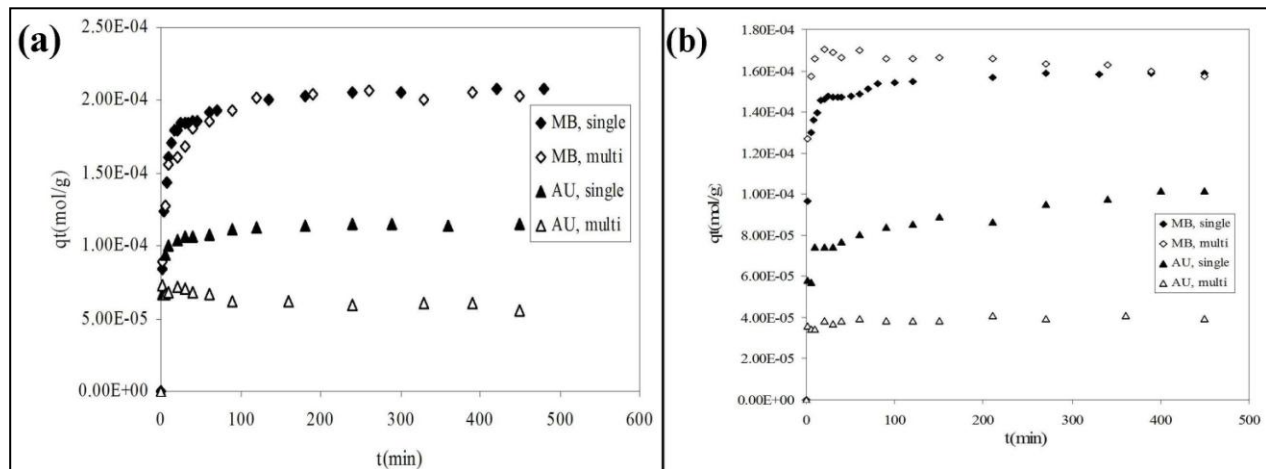 (a)
2.50E-04
2.00E-04
1.50E-04
1.00E-04
5.00E-05
0.00E+00
qt(mol/g)
0 100 200 300 400 500 600
t(min)
MB, single
MB, multi
AU, single
AU, multi
(b)
1.80E-04
1.60E-04
1.40E-04
1.20E-04
1.00E-04
8.00E-05
6.00E-05
4.00E-05
2.00E-05
0.00E+00
qt(mol/g)
0 100 200 300 400 500
t(min)
MB, single
MB, multi
AU, single
AU, multi